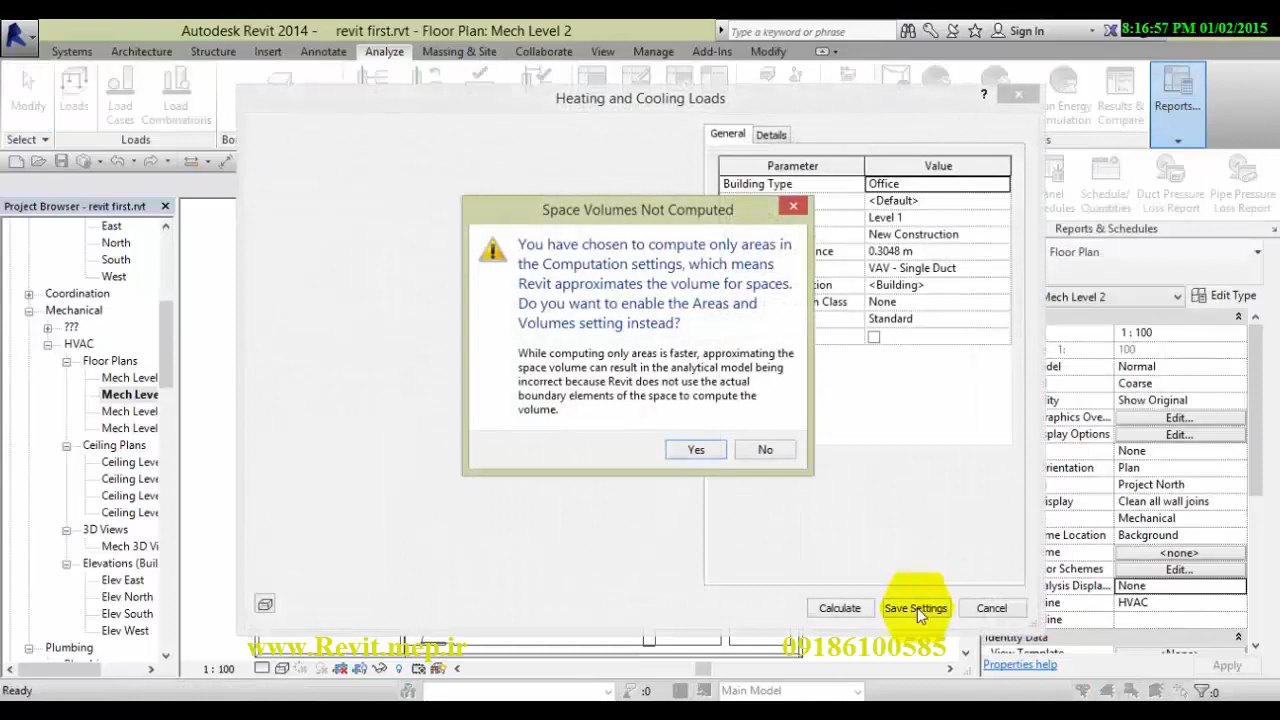 Autodesk Revit 2014 - revit first.rvt - Floor Plan: Mech Level 2
Type a keyword or phrase
Sign In
8:16:57 PM 01/02/2015
Systems Architecture Structure Insert Annotate Analyze Massing & Site Collaborate View Manage Add-Ins Modify
Modify Loads Load Cases Load Combinations
Results & Compare
Reports...
Select
Loads
Schedule/ Quantities
Duct Pressure Loss Report
Pipe Pressure Loss Report
Reports & Schedules
Heating and Cooling Loads
General Details
Parameter Value
Building Type Office
<Default>
Level 1
New Construction
0.3048 m
VAV - Single Duct
<Building>
None
Standard
Calculate Save Settings Cancel
Space Volumes Not Computed
You have chosen to compute only areas in
the Computation settings, which means
Revit approximates the volume for spaces.
Do you want to enable the Areas and
Volumes setting instead?
While computing only areas is faster, approximating the
space volume can result in the analytical model being
incorrect because Revit does not use the actual
boundary elements of the space to compute the
volume.
Yes No
Project Browser - revit first.rvt
East
North
South
West
Coordination
Mechanical
???
HVAC
Floor Plans
Mech Level
Mech Leve
Mech Level
Mech Level
Ceiling Plans
Ceiling Leve
Ceiling Leve
Ceiling Leve
Ceiling Leve
3D Views
Mech 3D Vi
Elevations (Buil
Elev East
Elev North
Elev South
Elev West
Plumbing
Floor Plan
Mech Level 2 Edit Type
1 : 100
1: 100
Normal
Coarse
Show Original
Edit...
Edit...
None
Plan
Project North
Clean all wall joins
Mechanical
Background
<none>
Edit...
None
HVAC
Identity Data
View Template
Properties help Apply
1 : 100
www.Revit.mep.ir 09186100585
Ready
:0
Main Model
:0